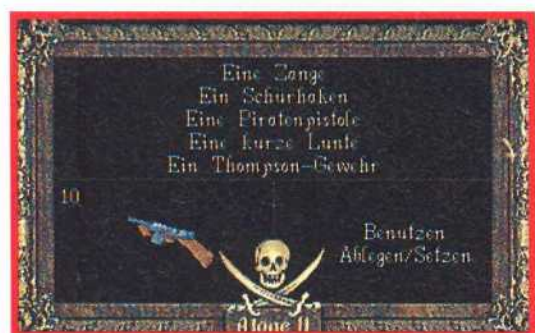 Eine Zange
Ein Schürhaken
Eine Piratenpistole
Eine kurze Lunte
Ein Thompson-Gewehr
10
Benutzen
Ablegen/Setzen
Alone II